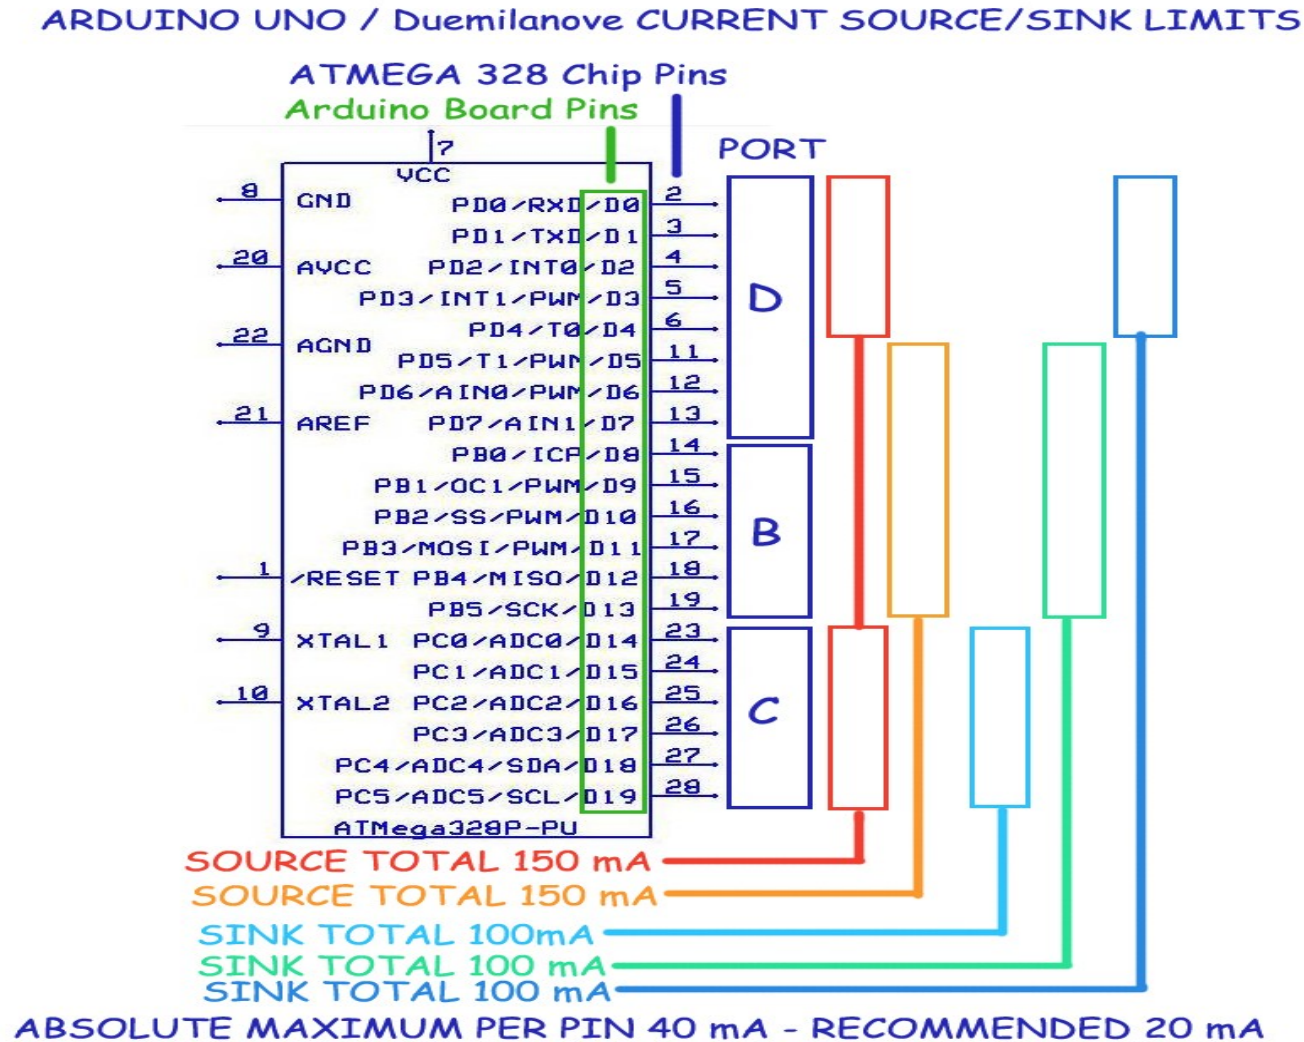 ARDUINO UNO / Duemilanove CURRENT SOURCE/SINK LIMITS
ATMEGA 328 Chip Pins
Arduino Board Pins
PORT
7
VCC
8 GND PD0/RXD/D0 2
PD1/TXD/D1 3
20 AVCC PD2/INT0/D2 4
PD3/INT1/PWM/D3 5
D
PD4/T0/D4 6
22 AGND
PD5/T1/PWM/D5 11
PD6/AIN0/PWM/D6 12
21 AREF PD7/AIN1/D7 13
PB0/ICP/D8 14
PB1/OC1/PWM/D9 15
PB2/SS/PWM/D10 16
B
PB3/MOSI/PWM/D11 17
1 /RESET PB4/MISO/D12 18
PB5/SCK/D13 19
9 XTAL1 PC0/ADC0/D14 23
PC1/ADC1/D15 24
10 XTAL2 PC2/ADC2/D16 25
C
PC3/ADC3/D17 26
PC4/ADC4/SDA/D18 27
PC5/ADC5/SCL/D19 28
ATMega328P-PU
SOURCE TOTAL 150 mA
SOURCE TOTAL 150 mA
SINK TOTAL 100mA
SINK TOTAL 100 mA
SINK TOTAL 100 mA
ABSOLUTE MAXIMUM PER PIN 40 mA - RECOMMENDED 20 mA